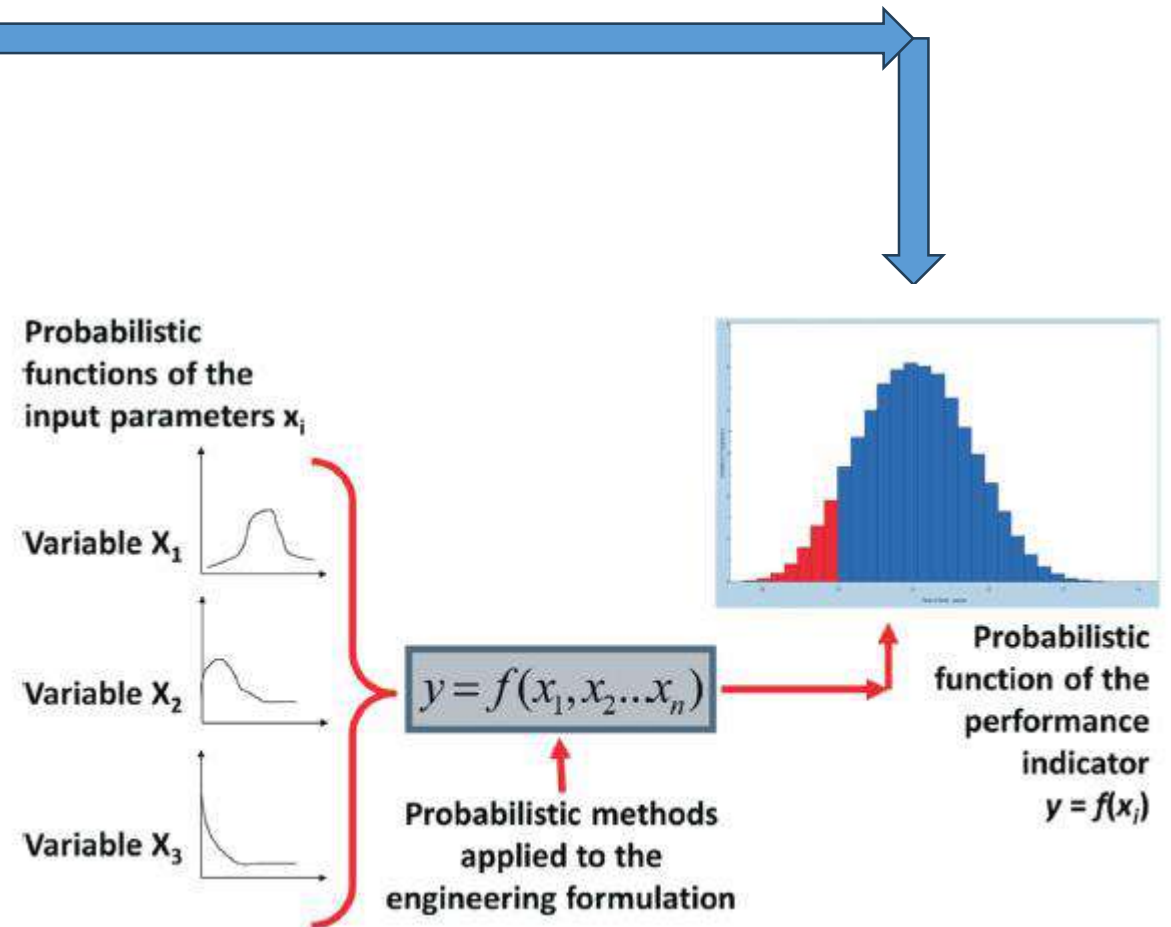 Probabilistic
functions of the
input parameters xᵢ
Variable X₁
Variable X₂
Variable X₃
y = f(x₁, x₂...xₙ)
Probabilistic methods
applied to the
engineering formulation
Probabilistic
function of the
performance
indicator
y = f(xᵢ)